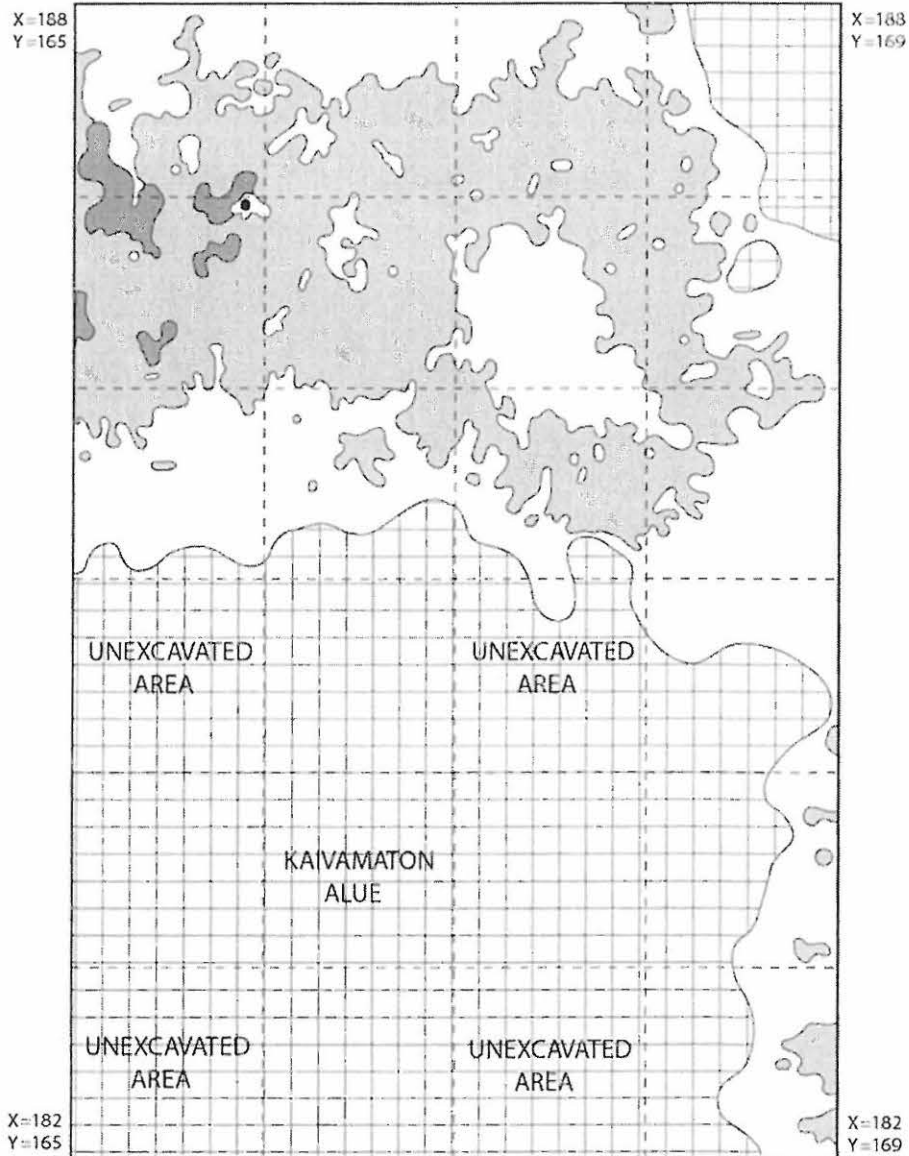 X=188
Y=165
X=188
Y=169
UNEXCAVATED
AREA
UNEXCAVATED
AREA
KAIVAMATON
ALUE
UNEXCAVATED
AREA
UNEXCAVATED
AREA
X=182
Y=165
X=182
Y=169